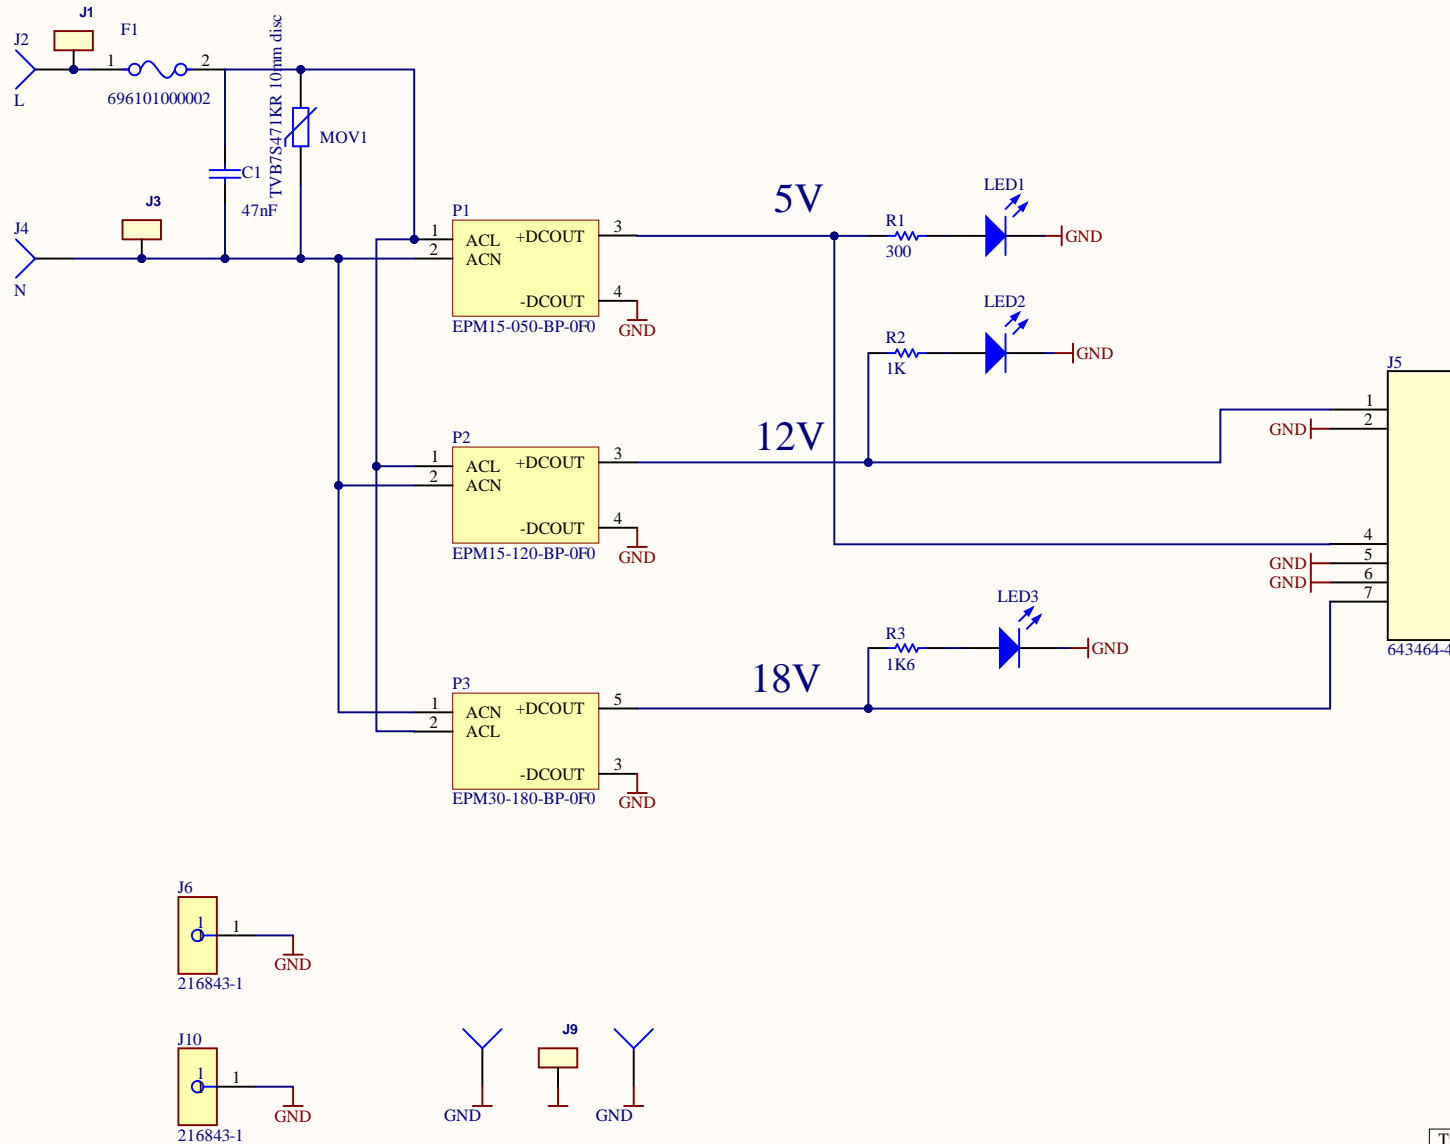 J1
J2
F1
1
2
L
696101000002
TVB7S471KR 10mm disc
MOV1
C1
47nF
J3
J4
N
P1
1
ACL
+DCOUT
3
2
ACN
-DCOUT
4
EPM15-050-BP-0F0
GND
5V
R1
300
LED1
GND
LED2
R2
1K
GND
P2
1
ACL
+DCOUT
3
2
ACN
-DCOUT
4
EPM15-120-BP-0F0
GND
12V
J5
1
GND
2
4
GND
5
GND
6
7
643464-4
LED3
R3
1K6
GND
18V
P3
1
ACN
+DCOUT
5
2
ACL
-DCOUT
3
EPM30-180-BP-0F0
GND
J6
1
1
GND
216843-1
J10
1
1
GND
216843-1
GND
J9
GND
T